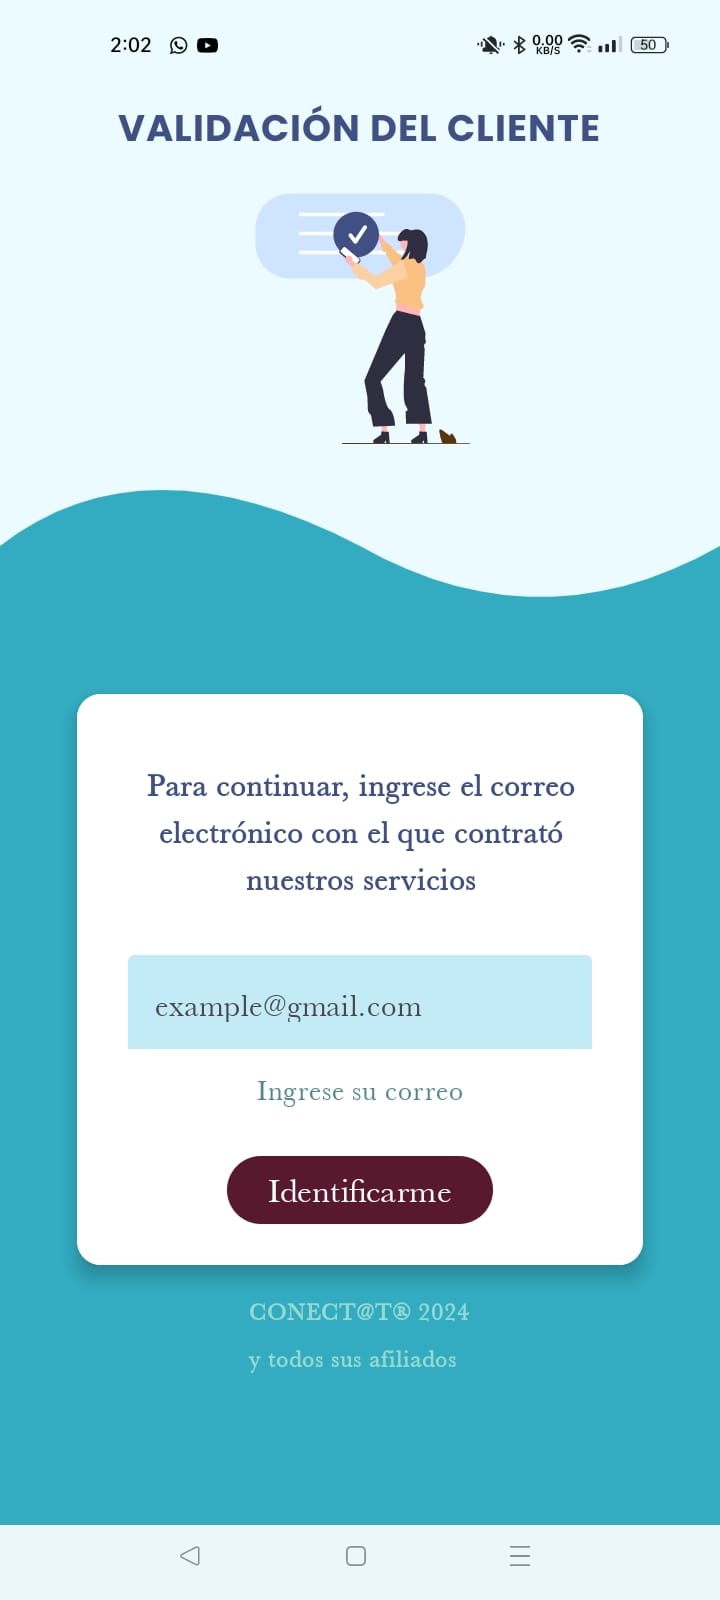 2:02 0.00 KB/S 50
VALIDACIÓN DEL CLIENTE
Para continuar, ingrese el correo
electrónico con el que contrató
nuestros servicios
example@gmail.com
Ingrese su correo
Identificarme
CONECT@T® 2024
y todos sus afiliados